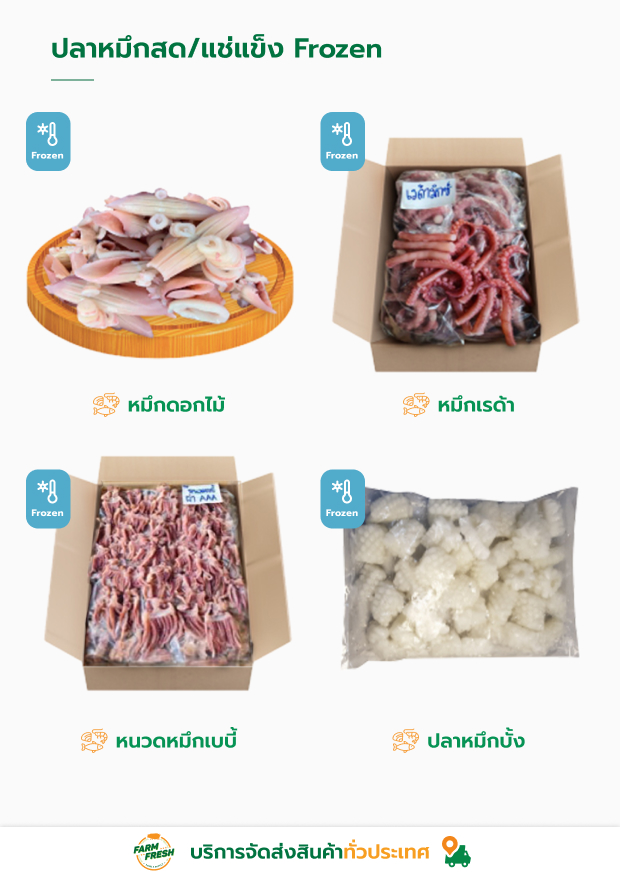 ปลาหมึกสด/แช่แข็ง Frozen
Frozen
Frozen
หมึกดอกไม้
หมึกเรด้า
Frozen
AAA
Frozen
หนวดหมึกเบบี้
ปลาหมึกบั้ง
FARM FRESH
บริการจัดส่งสินค้าทั่วประเทศ